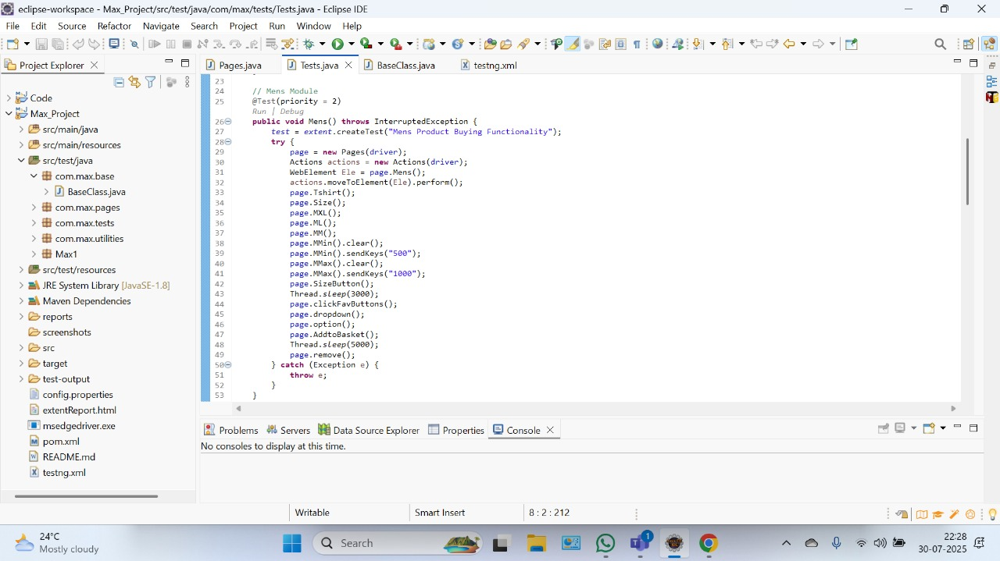 eclipse-workspace - Max_Project/src/test/java/com/max/tests/Tests.java - Eclipse IDE
File Edit Source Refactor Navigate Search Project Run Window Help
Project Explorer
Code
Max_Project
src/main/java
src/main/resources
src/test/java
com.max.base
BaseClass.java
com.max.pages
com.max.tests
com.max.utilities
Max1
src/test/resources
JRE System Library [JavaSE-1.8]
Maven Dependencies
reports
screenshots
src
target
test-output
config.properties
extentReport.html
msedgedriver.exe
pom.xml
README.md
testng.xml
Pages.java Tests.java BaseClass.java testng.xml
23
24 // Mens Module
25 @Test(priority = 2)
Run | Debug
26 public void Mens() throws InterruptedException {
27 test = extent.createTest("Mens Product Buying Functionality");
28 try {
29 page = new Pages(driver);
30 Actions actions = new Actions(driver);
31 WebElement Ele = page.Mens();
32 actions.moveToElement(Ele).perform();
33 page.Tshirt();
34 page.Size();
35 page.MXL();
36 page.ML();
37 page.MM();
38 page.MMin().clear();
39 page.MMin().sendKeys("500");
40 page.MMax().clear();
41 page.MMax().sendKeys("1000");
42 page.SizeButton();
43 Thread.sleep(3000);
44 page.clickFavButtons();
45 page.dropdown();
46 page.option();
47 page.AddtoBasket();
48 Thread.sleep(5000);
49 page.remove();
50 } catch (Exception e) {
51 throw e;
52 }
53 }
Problems Servers Data Source Explorer Properties Console
No consoles to display at this time.
Writable Smart Insert 8 : 2 : 212
24°C
Mostly cloudy
Search
1
22:28
30-07-2025